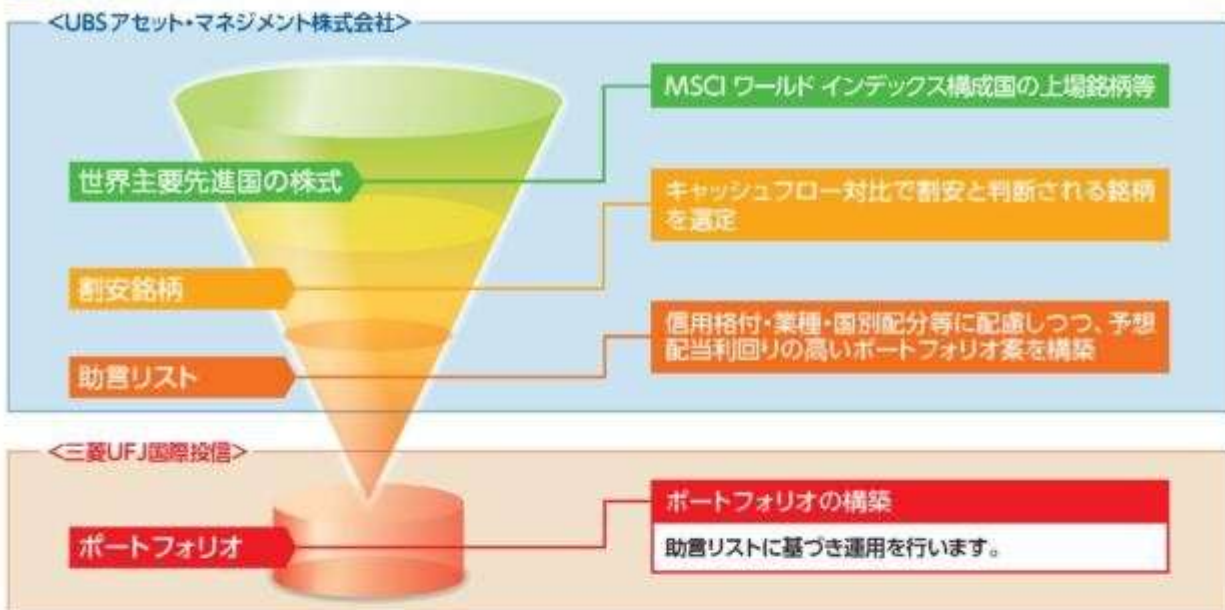 <UBSアセット・マネジメント株式会社>
MSCI ワールド インデックス構成国の上場銘柄等
世界主要先進国の株式
キャッシュフロー対比で割安と判断される銘柄
を選定
割安銘柄
信用格付・業種・国別配分等に配慮しつつ、予想
配当利回りの高いポートフォリオ案を構築
助言リスト
<三菱UFJ国際投信>
ポートフォリオの構築
ポートフォリオ
助言リストに基づき運用を行います。